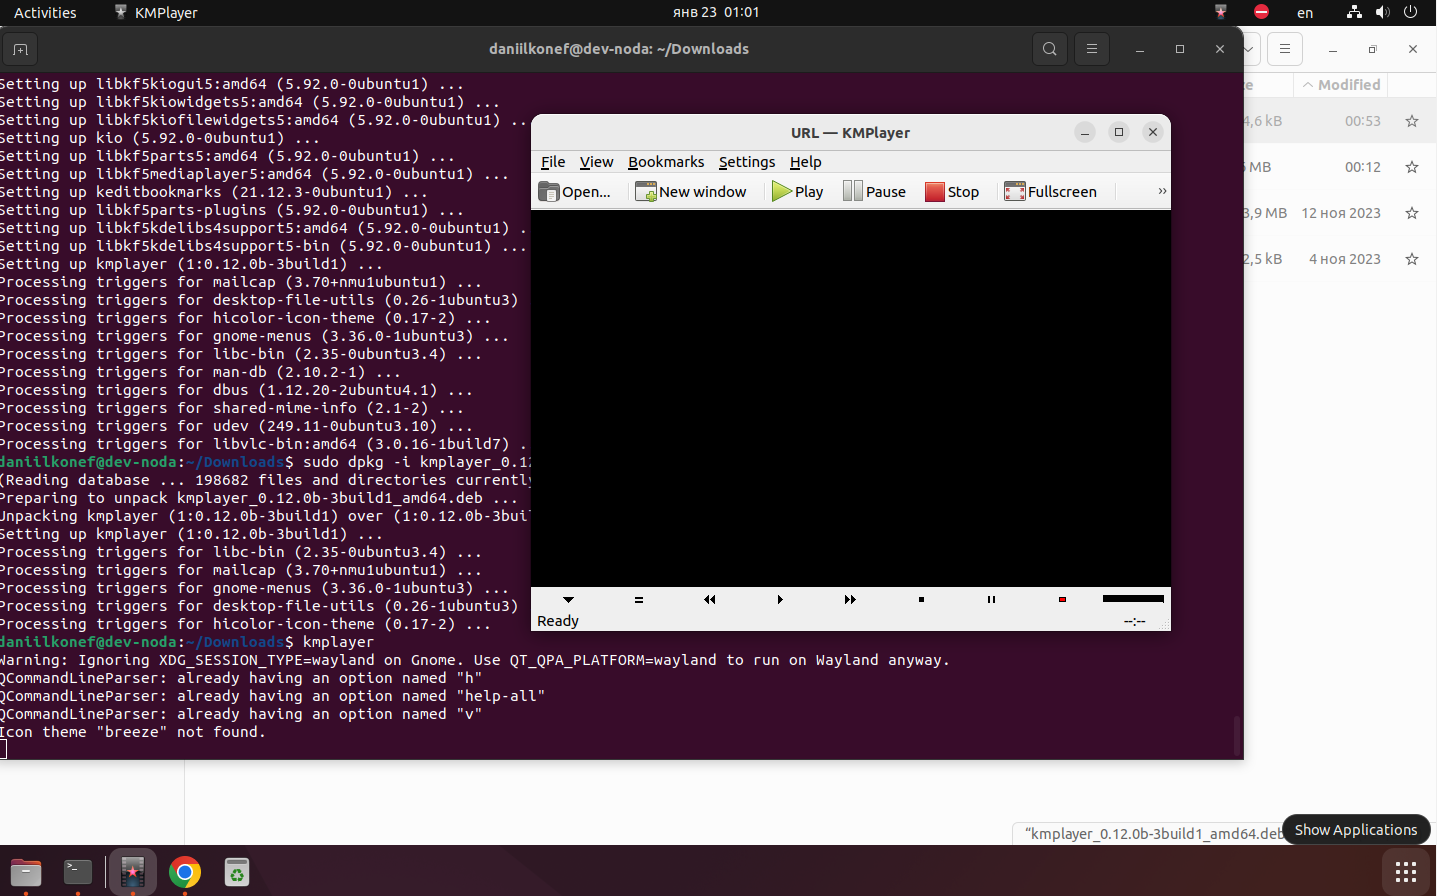 Activities KMPlayer янв 23 01:01 en
daniilkonef@dev-noda: ~/Downloads
Setting up libkf5kiogui5:amd64 (5.92.0-0ubuntu1) ...
Setting up libkf5kiowidgets5:amd64 (5.92.0-0ubuntu1) ...
Setting up libkf5kiofilewidgets5:amd64 (5.92.0-0ubuntu1) ..
Setting up kio (5.92.0-0ubuntu1) ...
Setting up libkf5parts5:amd64 (5.92.0-0ubuntu1) ...
Setting up libkf5mediaplayer5:amd64 (5.92.0-0ubuntu1) ...
Setting up keditbookmarks (21.12.3-0ubuntu1) ...
Setting up libkf5parts-plugins (5.92.0-0ubuntu1) ...
Setting up libkf5kdelibs4support5:amd64 (5.92.0-0ubuntu1) .
Setting up libkf5kdelibs4support5-bin (5.92.0-0ubuntu1) ...
Setting up kmplayer (1:0.12.0b-3build1) ...
Processing triggers for mailcap (3.70+nmu1ubuntu1) ...
Processing triggers for desktop-file-utils (0.26-1ubuntu3)
Processing triggers for hicolor-icon-theme (0.17-2) ...
Processing triggers for gnome-menus (3.36.0-1ubuntu3) ...
Processing triggers for libc-bin (2.35-0ubuntu3.4) ...
Processing triggers for man-db (2.10.2-1) ...
Processing triggers for dbus (1.12.20-2ubuntu4.1) ...
Processing triggers for shared-mime-info (2.1-2) ...
Processing triggers for udev (249.11-0ubuntu3.10) ...
Processing triggers for libvlc-bin:amd64 (3.0.16-1build7) .
daniilkonef@dev-noda:~/Downloads$ sudo dpkg -i kmplayer_0.12
(Reading database ... 198682 files and directories currently
Preparing to unpack kmplayer_0.12.0b-3build1_amd64.deb ...
Unpacking kmplayer (1:0.12.0b-3build1) over (1:0.12.0b-3buil
Setting up kmplayer (1:0.12.0b-3build1) ...
Processing triggers for libc-bin (2.35-0ubuntu3.4) ...
Processing triggers for mailcap (3.70+nmu1ubuntu1) ...
Processing triggers for gnome-menus (3.36.0-1ubuntu3) ...
Processing triggers for desktop-file-utils (0.26-1ubuntu3)
Processing triggers for hicolor-icon-theme (0.17-2) ...
daniilkonef@dev-noda:~/Downloads$ kmplayer
Warning: Ignoring XDG_SESSION_TYPE=wayland on Gnome. Use QT_QPA_PLATFORM=wayland to run on Wayland anyway.
QCommandLineParser: already having an option named "h"
QCommandLineParser: already having an option named "help-all"
QCommandLineParser: already having an option named "v"
Icon theme "breeze" not found.
URL — KMPlayer
File View Bookmarks Settings Help
Open... New window Play Pause Stop Fullscreen
Ready --:--
Modified
4,6 kB 00:53
MB 00:12
3,9 MB 12 ноя 2023
2,5 kB 4 ноя 2023
“kmplayer_0.12.0b-3build1_amd64.deb
Show Applications